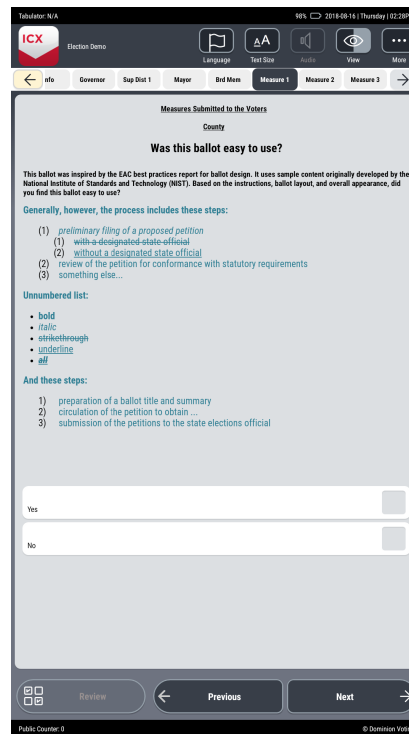 Tabulator: N/A 98% 2018-08-16 | Thursday | 02:28P
ICX Election Demo
Language Text Size Audio View More
nfo Governor Sup Dist 1 Mayor Brd Mem Measure 1 Measure 2 Measure 3
Measures Submitted to the Voters
County
Was this ballot easy to use?
This ballot was inspired by the EAC best practices report for ballot design. It uses sample content originally developed by the
National Institute of Standards and Technology (NIST). Based on the instructions, ballot layout, and overall appearance, did
you find this ballot easy to use?
Generally, however, the process includes these steps:
(1) preliminary filing of a proposed petition
(1) with a designated state official
(2) without a designated state official
(2) review of the petition for conformance with statutory requirements
(3) something else...
Unnumbered list:
• bold
• italic
• strikethrough
• underline
• all
And these steps:
1) preparation of a ballot title and summary
2) circulation of the petition to obtain ...
3) submission of the petitions to the state elections official
Yes
No
Review Previous Next
Public Counter: 0 © Dominion Voti